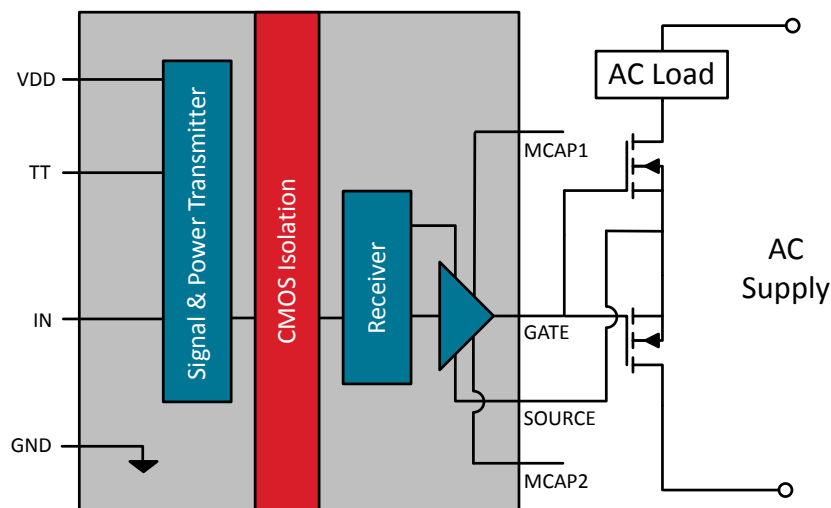 VDD
TT
IN
GND
Signal & Power Transmitter
CMOS Isolation
Receiver
MCAP1
GATE
SOURCE
MCAP2
AC Load
AC
Supply